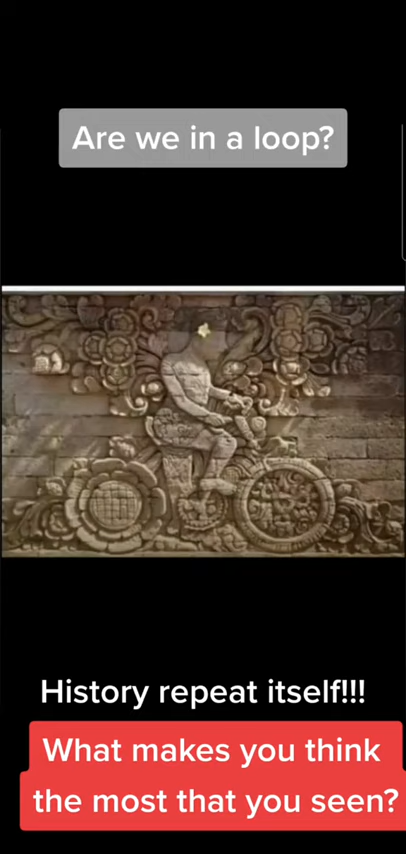 Are we in a loop?
History repeat itself!!!
What makes you think
the most that you seen?